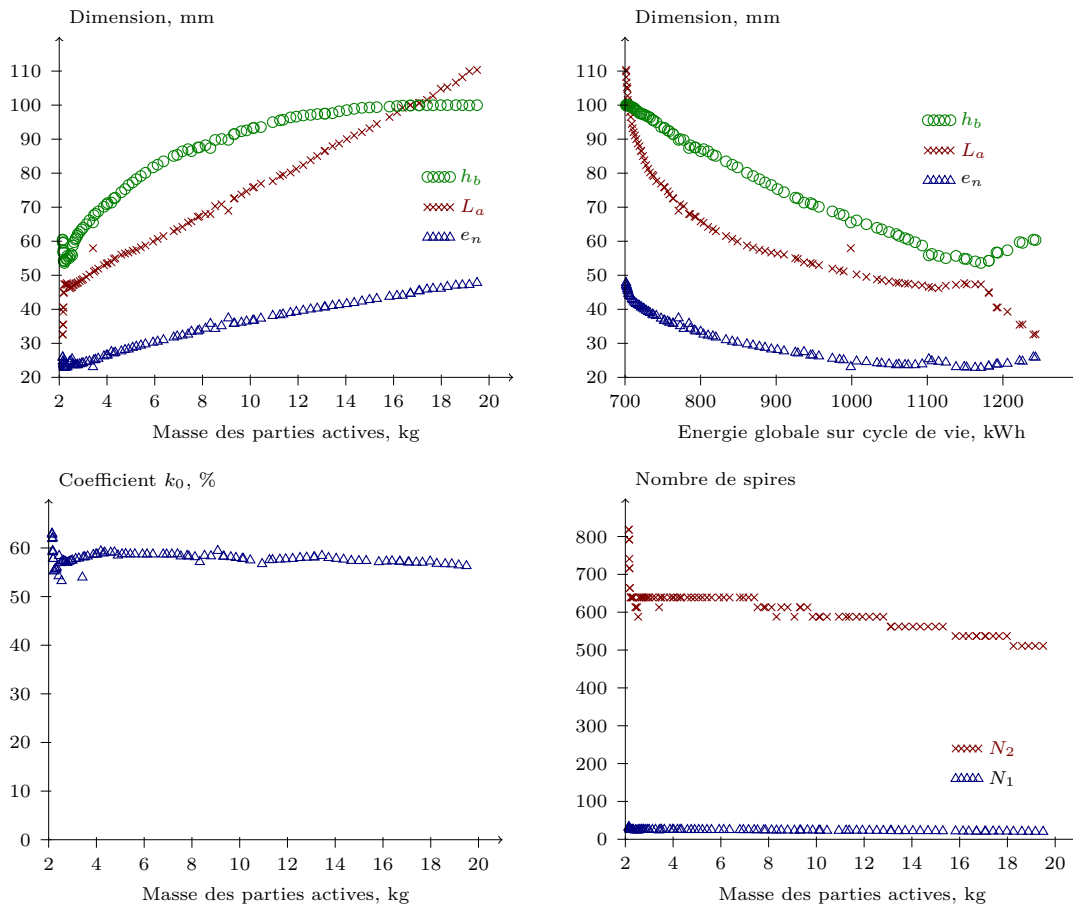 Dimension, mm
110
100
90
80
70
60
50
40
30
20
2 4 6 8 10 12 14 16 18 20
Masse des parties actives, kg
h_b
L_a
e_n
Dimension, mm
110
100
90
80
70
60
50
40
30
20
700 800 900 1000 1100 1200
Energie globale sur cycle de vie, kWh
h_b
L_a
e_n
Coefficient k_0, %
60
50
40
30
20
10
0
2 4 6 8 10 12 14 16 18 20
Masse des parties actives, kg
Nombre de spires
800
700
600
500
400
300
200
100
0
2 4 6 8 10 12 14 16 18 20
Masse des parties actives, kg
N_2
N_1